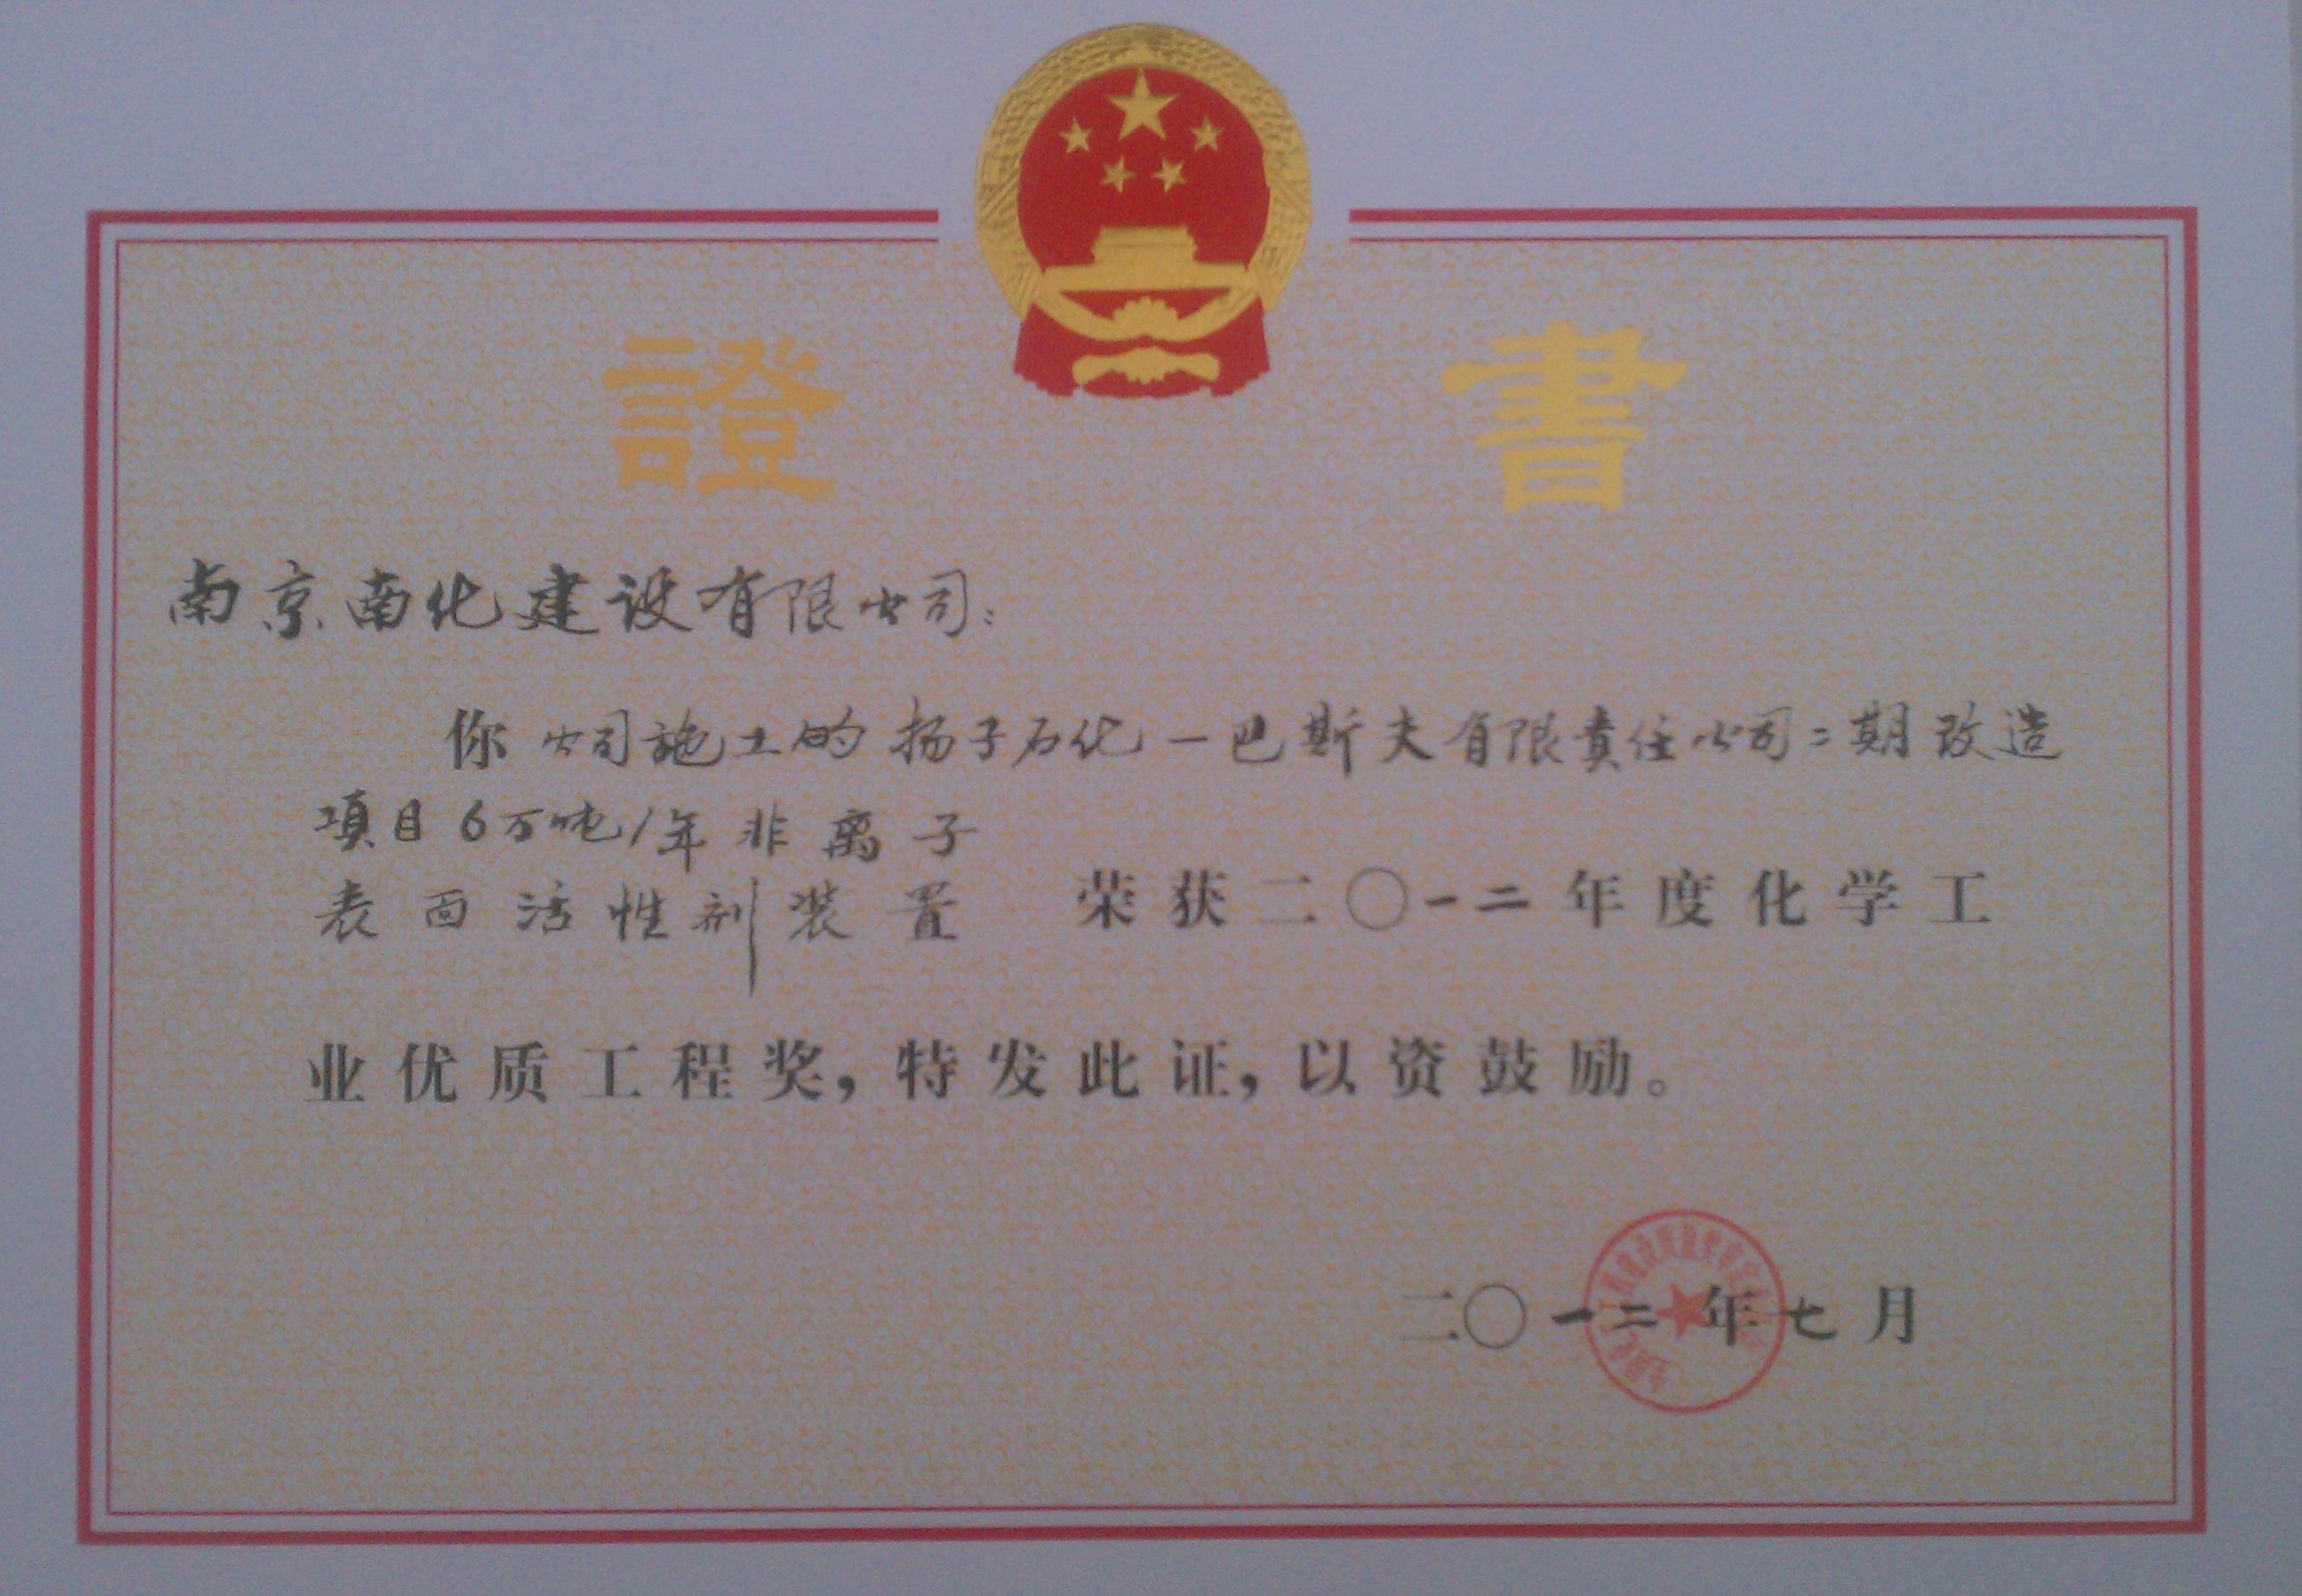 證書
南京南化建设有限公司：
你公司施工的扬子石化一巴斯夫有限責任公司二期改造
項目6万吨/年非离子
表面活性剂装置 荣获二〇一二年度化学工
业优质工程奖，特发此证，以资鼓励。
二〇一二年七月